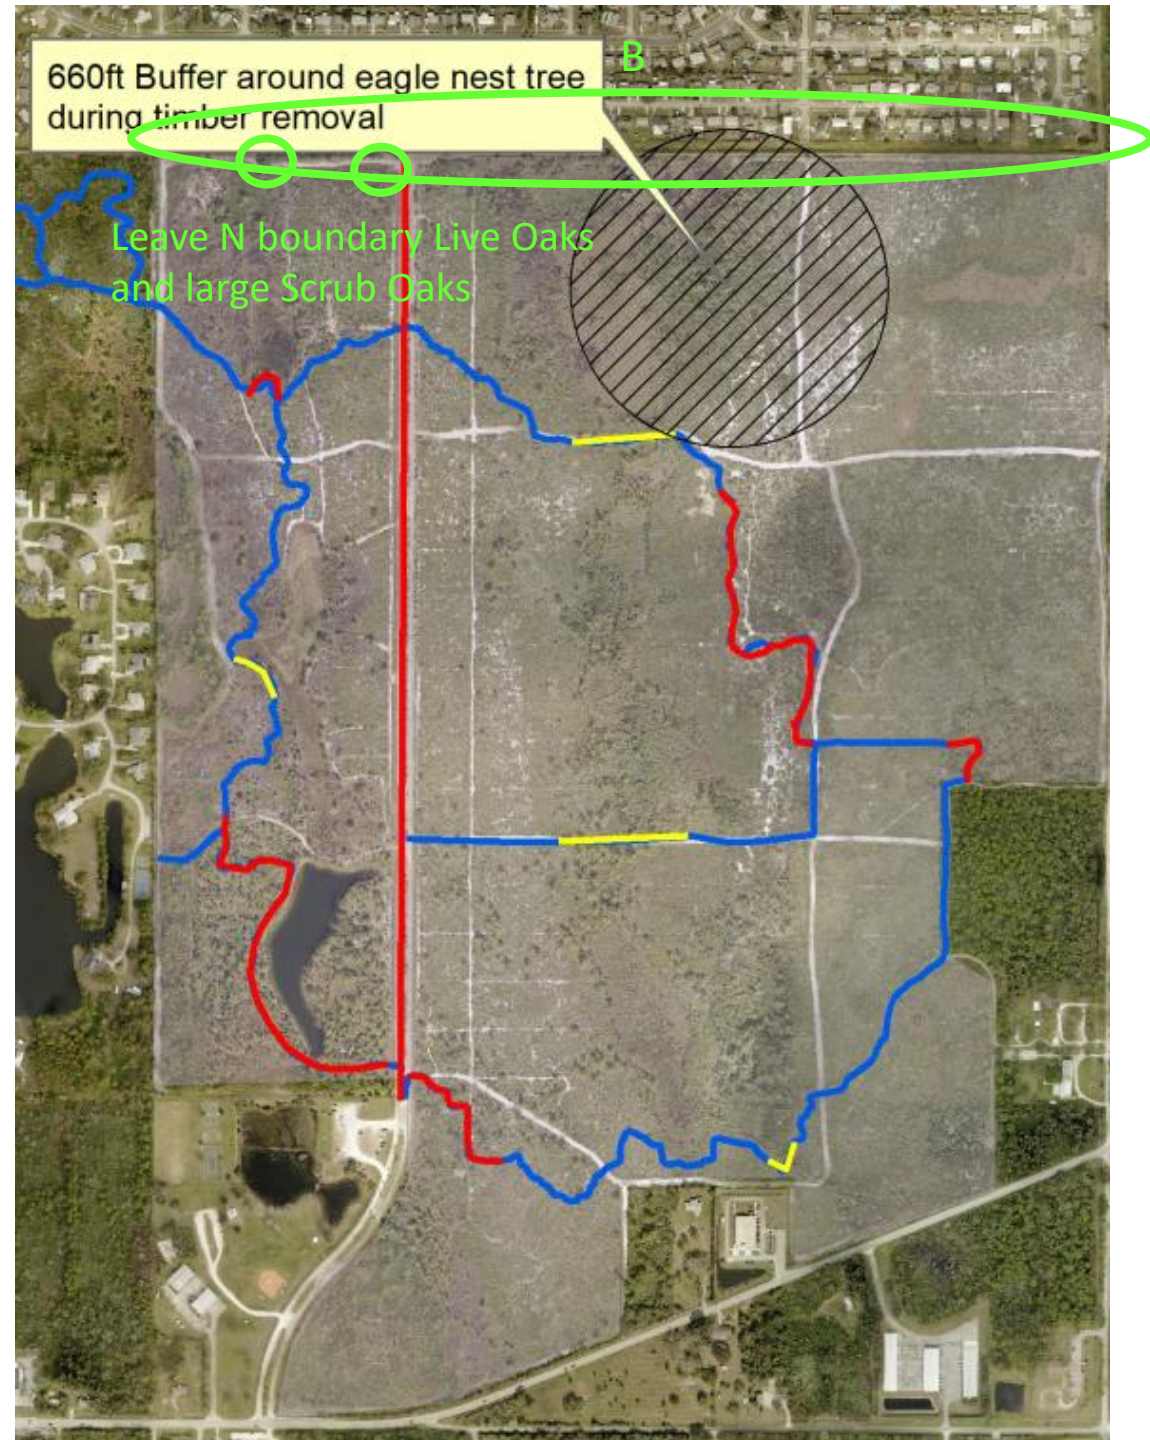 B
660ft Buffer around eagle nest tree
during timber removal
Leave N boundary Live Oaks
and large Scrub Oaks